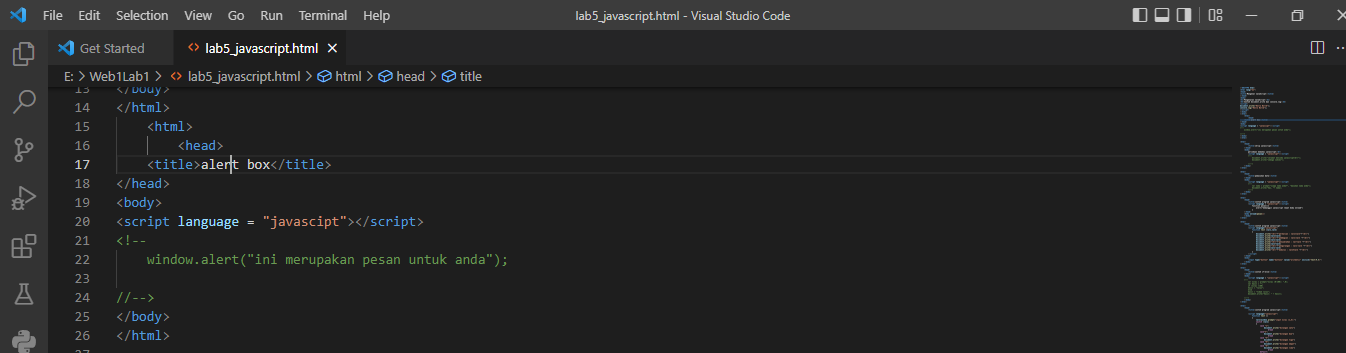 File Edit Selection View Go Run Terminal Help lab5_javascript.html - Visual Studio Code
Get Started lab5_javascript.html
E: > Web1Lab1 > lab5_javascript.html > html > head > title
13 </body>
14 </html>
15 <html>
16 <head>
17 <title>alert box</title>
18 </head>
19 <body>
20 <script language = "javascipt"></script>
21 <!--
22 window.alert("ini merupakan pesan untuk anda");
23
24 //-->
25 </body>
26 </html>
27